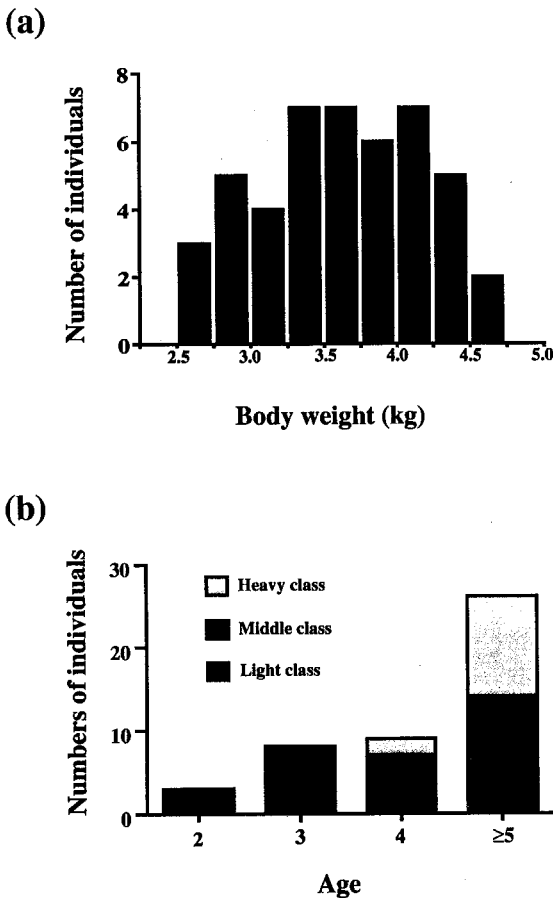 (a)
Number of individuals
8
6
4
2
0
2.5 3.0 3.5 4.0 4.5 5.0
Body weight (kg)
(b)
Numbers of individuals
30
20
10
0
Heavy class
Middle class
Light class
2 3 4 ≥5
Age